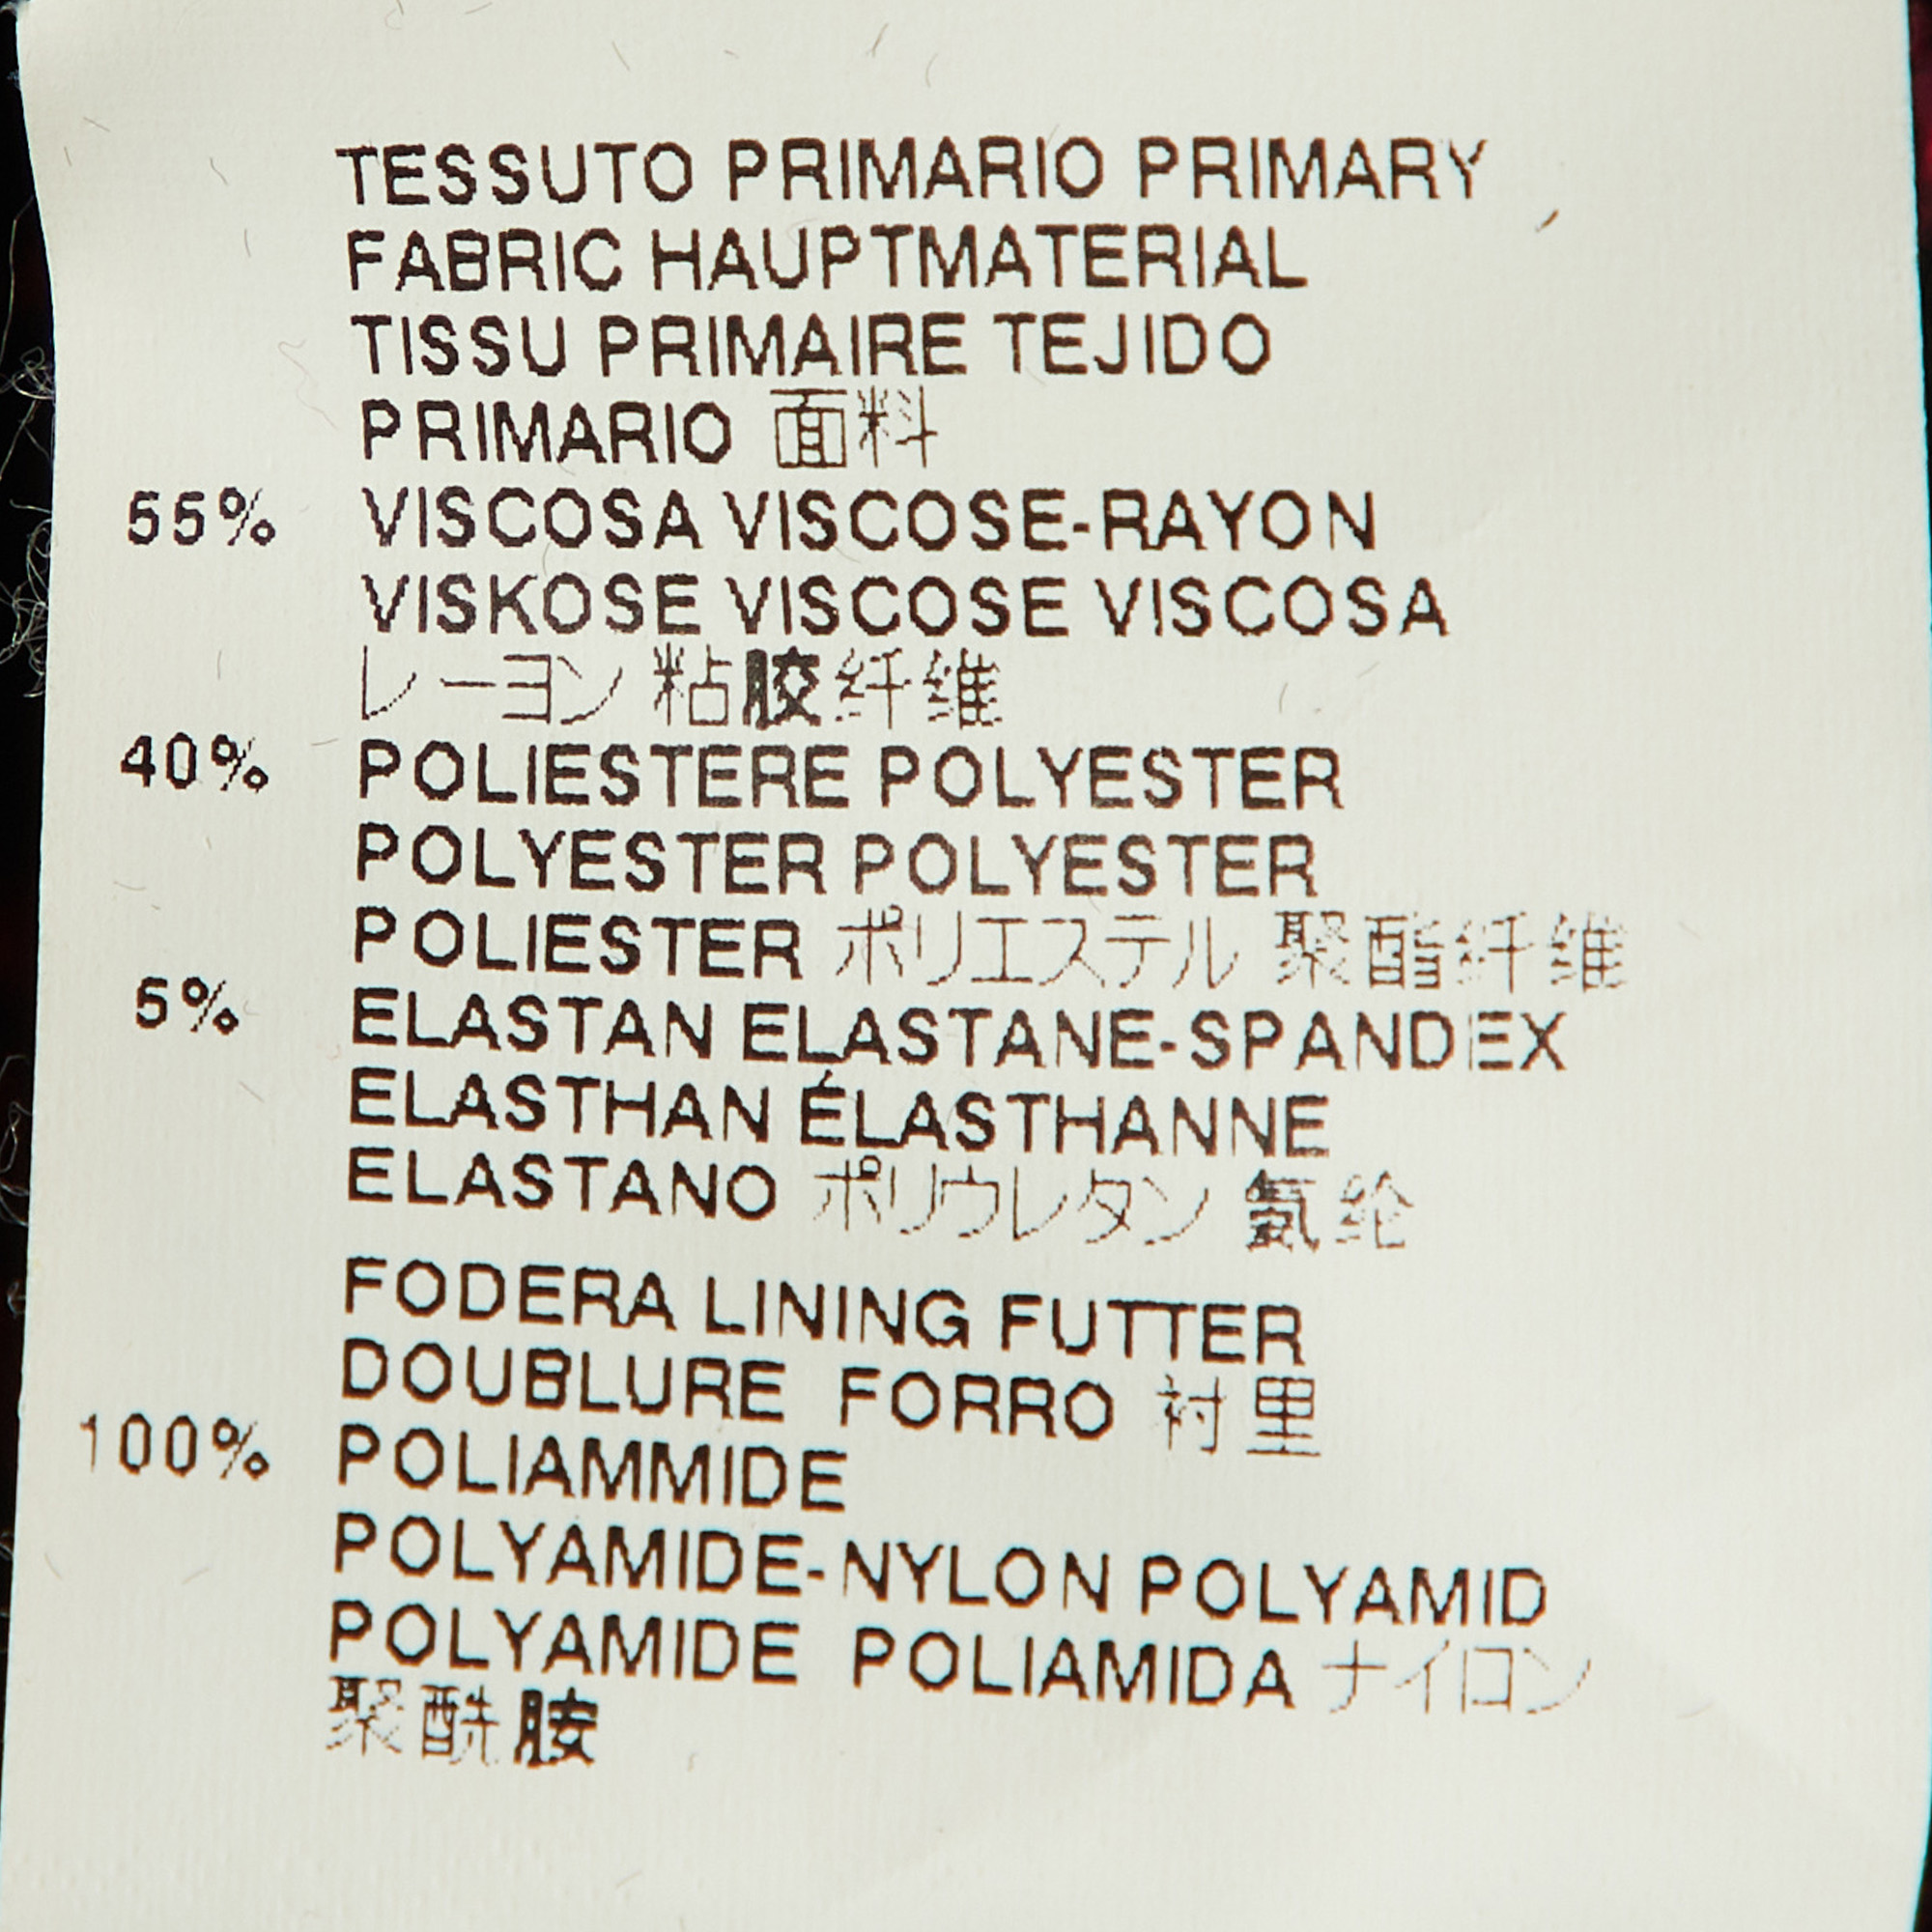 TESSUTO PRIMARIO PRIMARY
FABRIC HAUPTMATERIAL
TISSU PRIMAIRE TEJIDO
PRIMARIO 面料
55% VISCOSA VISCOSE-RAYON
VISKOSE VISCOSE VISCOSA
レーヨン 粘胶纤维
40% POLIESTERE POLYESTER
POLYESTER POLYESTER
POLIESTER ポリエステル 聚酯纤维
5% ELASTAN ELASTANE-SPANDEX
ELASTHAN ÉLASTHANNE
ELASTANO ポリウレタン 氨纶
FODERA LINING FUTTER
DOUBLURE FORRO 衬里
100% POLIAMMIDE
POLYAMIDE-NYLON POLYAMID
POLYAMIDE POLIAMIDA ナイロン
聚酰胺